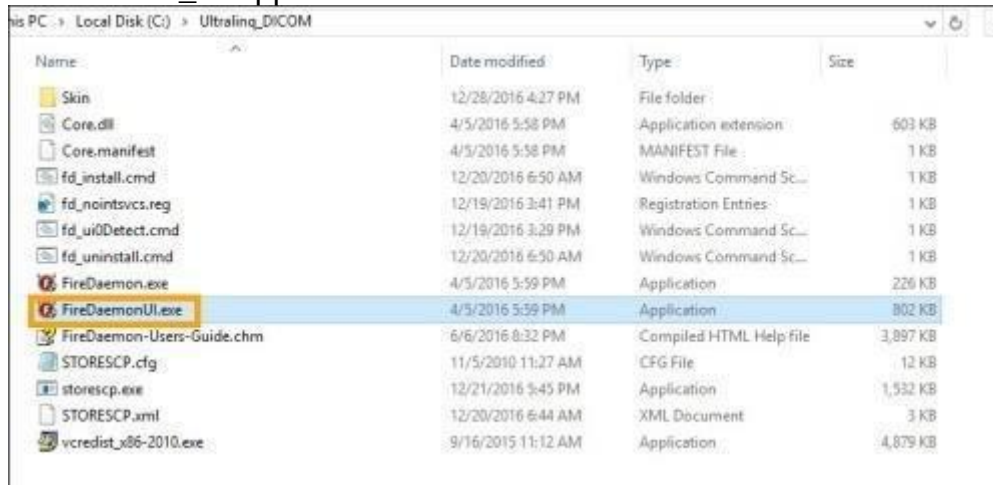 his PC › Local Disk (C:) › Ultralinq_DICOM
Name Date modified Type Size
Skin 12/28/2016 4:27 PM File folder
Core.dll 4/5/2016 5:58 PM Application extension 603 KB
Core.manifest 4/5/2016 5:58 PM MANIFEST File 1 KB
fd_install.cmd 12/20/2016 6:50 AM Windows Command Sc... 1 KB
fd_nointsvcs.reg 12/19/2016 3:41 PM Registration Entries 1 KB
fd_ui0Detect.cmd 12/19/2016 3:29 PM Windows Command Sc... 1 KB
fd_uninstall.cmd 12/20/2016 6:50 AM Windows Command Sc... 1 KB
FireDaemon.exe 4/5/2016 5:59 PM Application 226 KB
FireDaemonUI.exe 4/5/2016 5:59 PM Application 802 KB
FireDaemon-Users-Guide.chm 6/6/2016 8:32 PM Compiled HTML Help file 3,897 KB
STORESCP.cfg 11/5/2010 11:27 AM CFG File 12 KB
storescp.exe 12/21/2016 5:45 PM Application 1,532 KB
STORESCP.xml 12/20/2016 6:44 AM XML Document 3 KB
vcredist_x86-2010.exe 9/16/2015 11:12 AM Application 4,879 KB